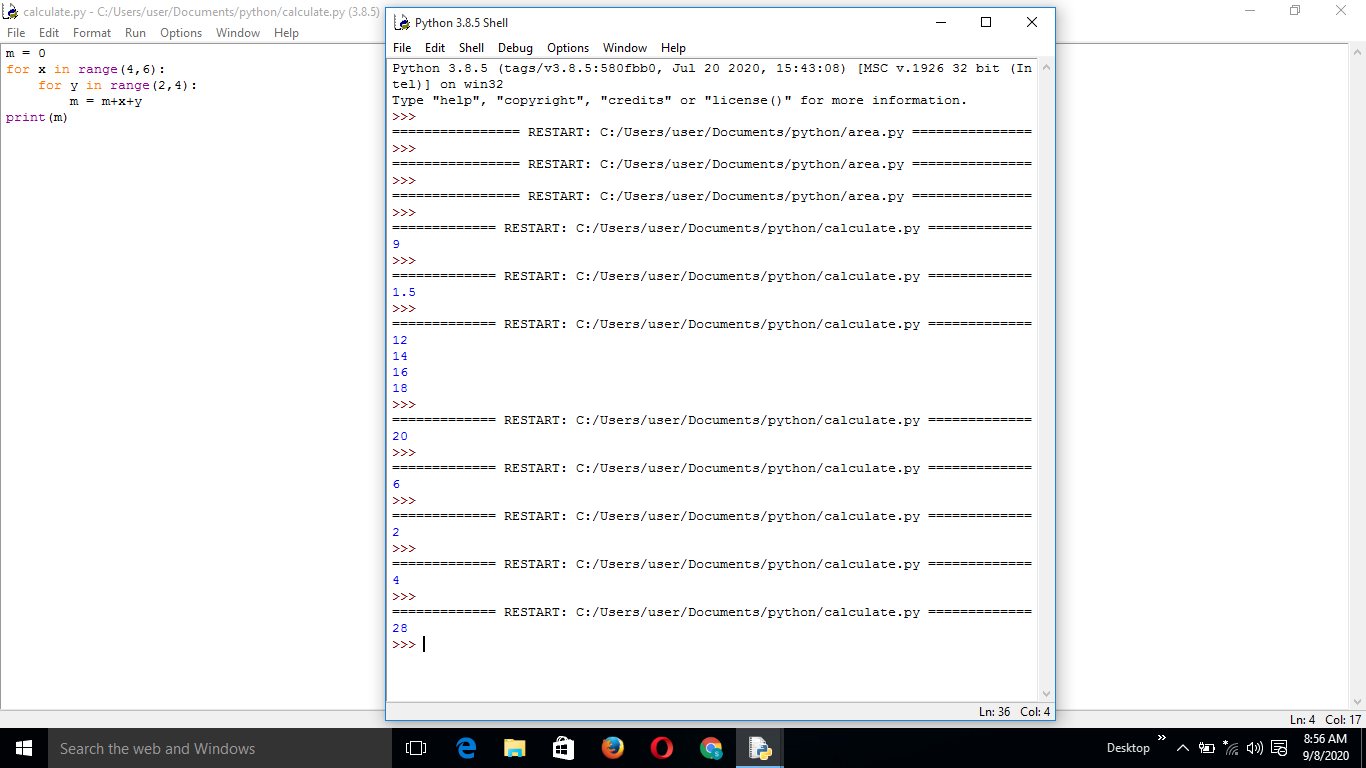 calculate.py - C:/Users/user/Documents/python/calculate.py (3.8.5)
File Edit Format Run Options Window Help
m = 0
for x in range(4,6):
    for y in range(2,4):
        m = m+x+y
print(m)
Python 3.8.5 Shell
File Edit Shell Debug Options Window Help
Python 3.8.5 (tags/v3.8.5:580fbb0, Jul 20 2020, 15:43:08) [MSC v.1926 32 bit (In
tel)] on win32
Type "help", "copyright", "credits" or "license()" for more information.
>>>
================ RESTART: C:/Users/user/Documents/python/area.py ===============
>>>
================ RESTART: C:/Users/user/Documents/python/area.py ===============
>>>
================ RESTART: C:/Users/user/Documents/python/area.py ===============
>>>
============= RESTART: C:/Users/user/Documents/python/calculate.py =============
9
>>>
============= RESTART: C:/Users/user/Documents/python/calculate.py =============
1.5
>>>
============= RESTART: C:/Users/user/Documents/python/calculate.py =============
12
14
16
18
>>>
============= RESTART: C:/Users/user/Documents/python/calculate.py =============
20
>>>
============= RESTART: C:/Users/user/Documents/python/calculate.py =============
6
>>>
============= RESTART: C:/Users/user/Documents/python/calculate.py =============
2
>>>
============= RESTART: C:/Users/user/Documents/python/calculate.py =============
4
>>>
============= RESTART: C:/Users/user/Documents/python/calculate.py =============
28
>>>
Ln: 36 Col: 4
Ln: 4 Col: 17
Search the web and Windows
Desktop
8:56 AM
9/8/2020